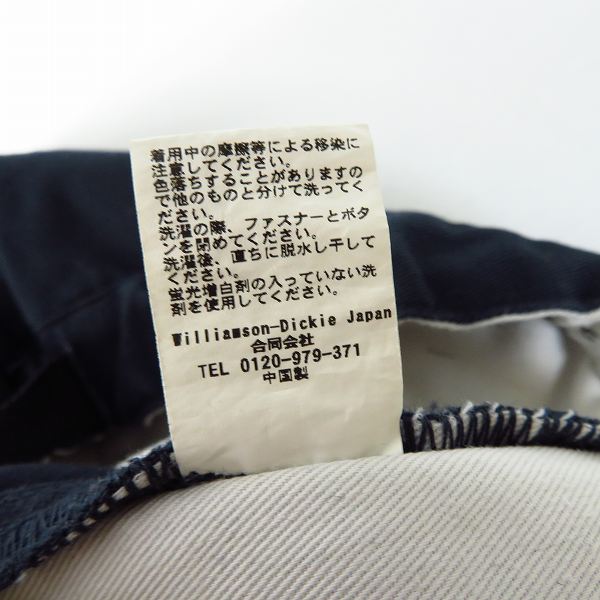 着用中の摩擦等による移染に
注意してください。
色落ちすることがありますの
で他のものと分けて洗ってく
ださい。
洗濯の際、ファスナーとボタ
ンを閉めてください。
洗濯後、直ちに脱水し干して
ください。
蛍光増白剤の入っていない洗
剤を使用してください。
Williamson-Dickie Japan
合同会社
TEL 0120-979-371
中国製